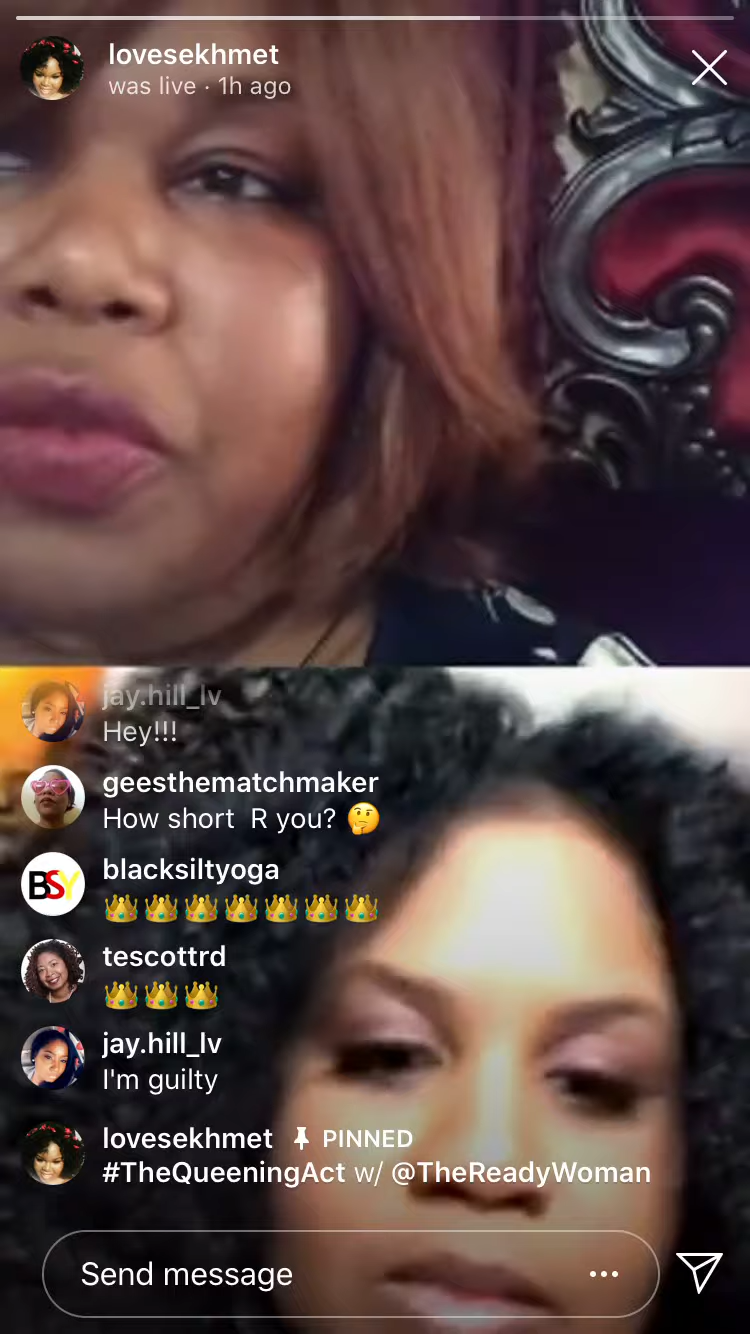 lovesekhmet
was live · 1h ago
jay.hill_lv
Hey!!!
geesthematchmaker
How short R you? 🤔
blacksiltyoga
BSY
👑👑👑👑👑👑👑
tescottrd
👑👑👑
jay.hill_lv
I'm guilty
lovesekhmet 📌 PINNED
#TheQueeningAct w/ @TheReadyWoman
Send message